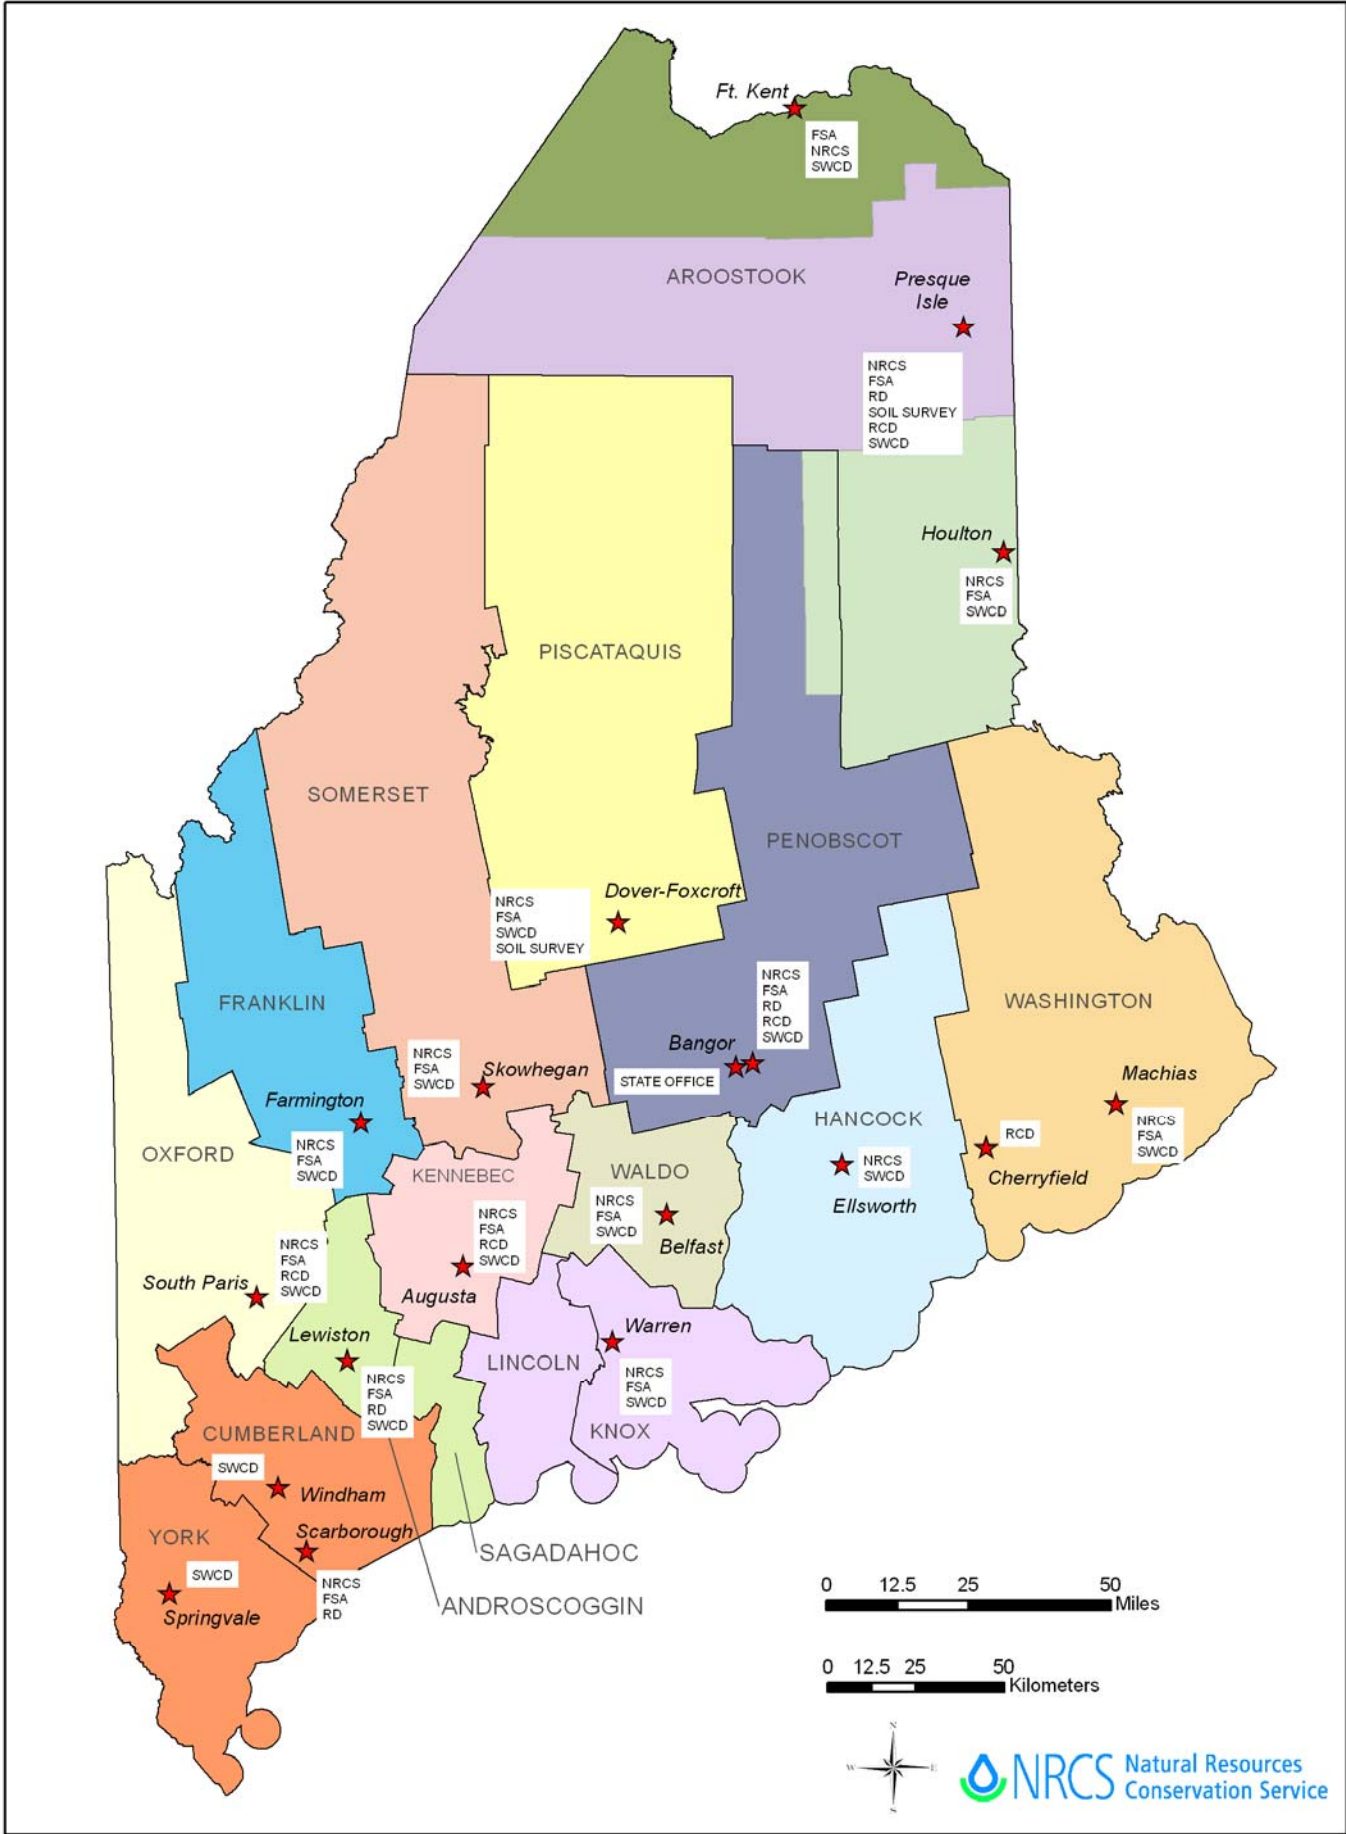 Ft. Kent
FSA
NRCS
SWCD
AROOSTOOK
Presque
Isle
NRCS
FSA
RD
SOIL SURVEY
RCD
SWCD
Houlton
NRCS
FSA
SWCD
PISCATAQUIS
SOMERSET
PENOBSCOT
Dover-Foxcroft
NRCS
FSA
SWCD
SOIL SURVEY
FRANKLIN
WASHINGTON
NRCS
FSA
RD
RCD
SWCD
Bangor
STATE OFFICE
NRCS
FSA
SWCD
Skowhegan
Machias
NRCS
FSA
SWCD
Farmington
NRCS
FSA
SWCD
HANCOCK
RCD
Cherryfield
OXFORD
KENNEBEC
WALDO
NRCS
SWCD
Ellsworth
NRCS
FSA
SWCD
Belfast
NRCS
FSA
RCD
SWCD
Augusta
NRCS
FSA
RCD
SWCD
South Paris
Lewiston
NRCS
FSA
RD
SWCD
Warren
NRCS
FSA
SWCD
LINCOLN
KNOX
CUMBERLAND
SWCD
Windham
Scarborough
NRCS
FSA
RD
YORK
SWCD
Springvale
SAGADAHOC
ANDROSCOGGIN
0 12.5 25 50
Miles
0 12.5 25 50
Kilometers
N
W E
S
NRCS Natural Resources
Conservation Service